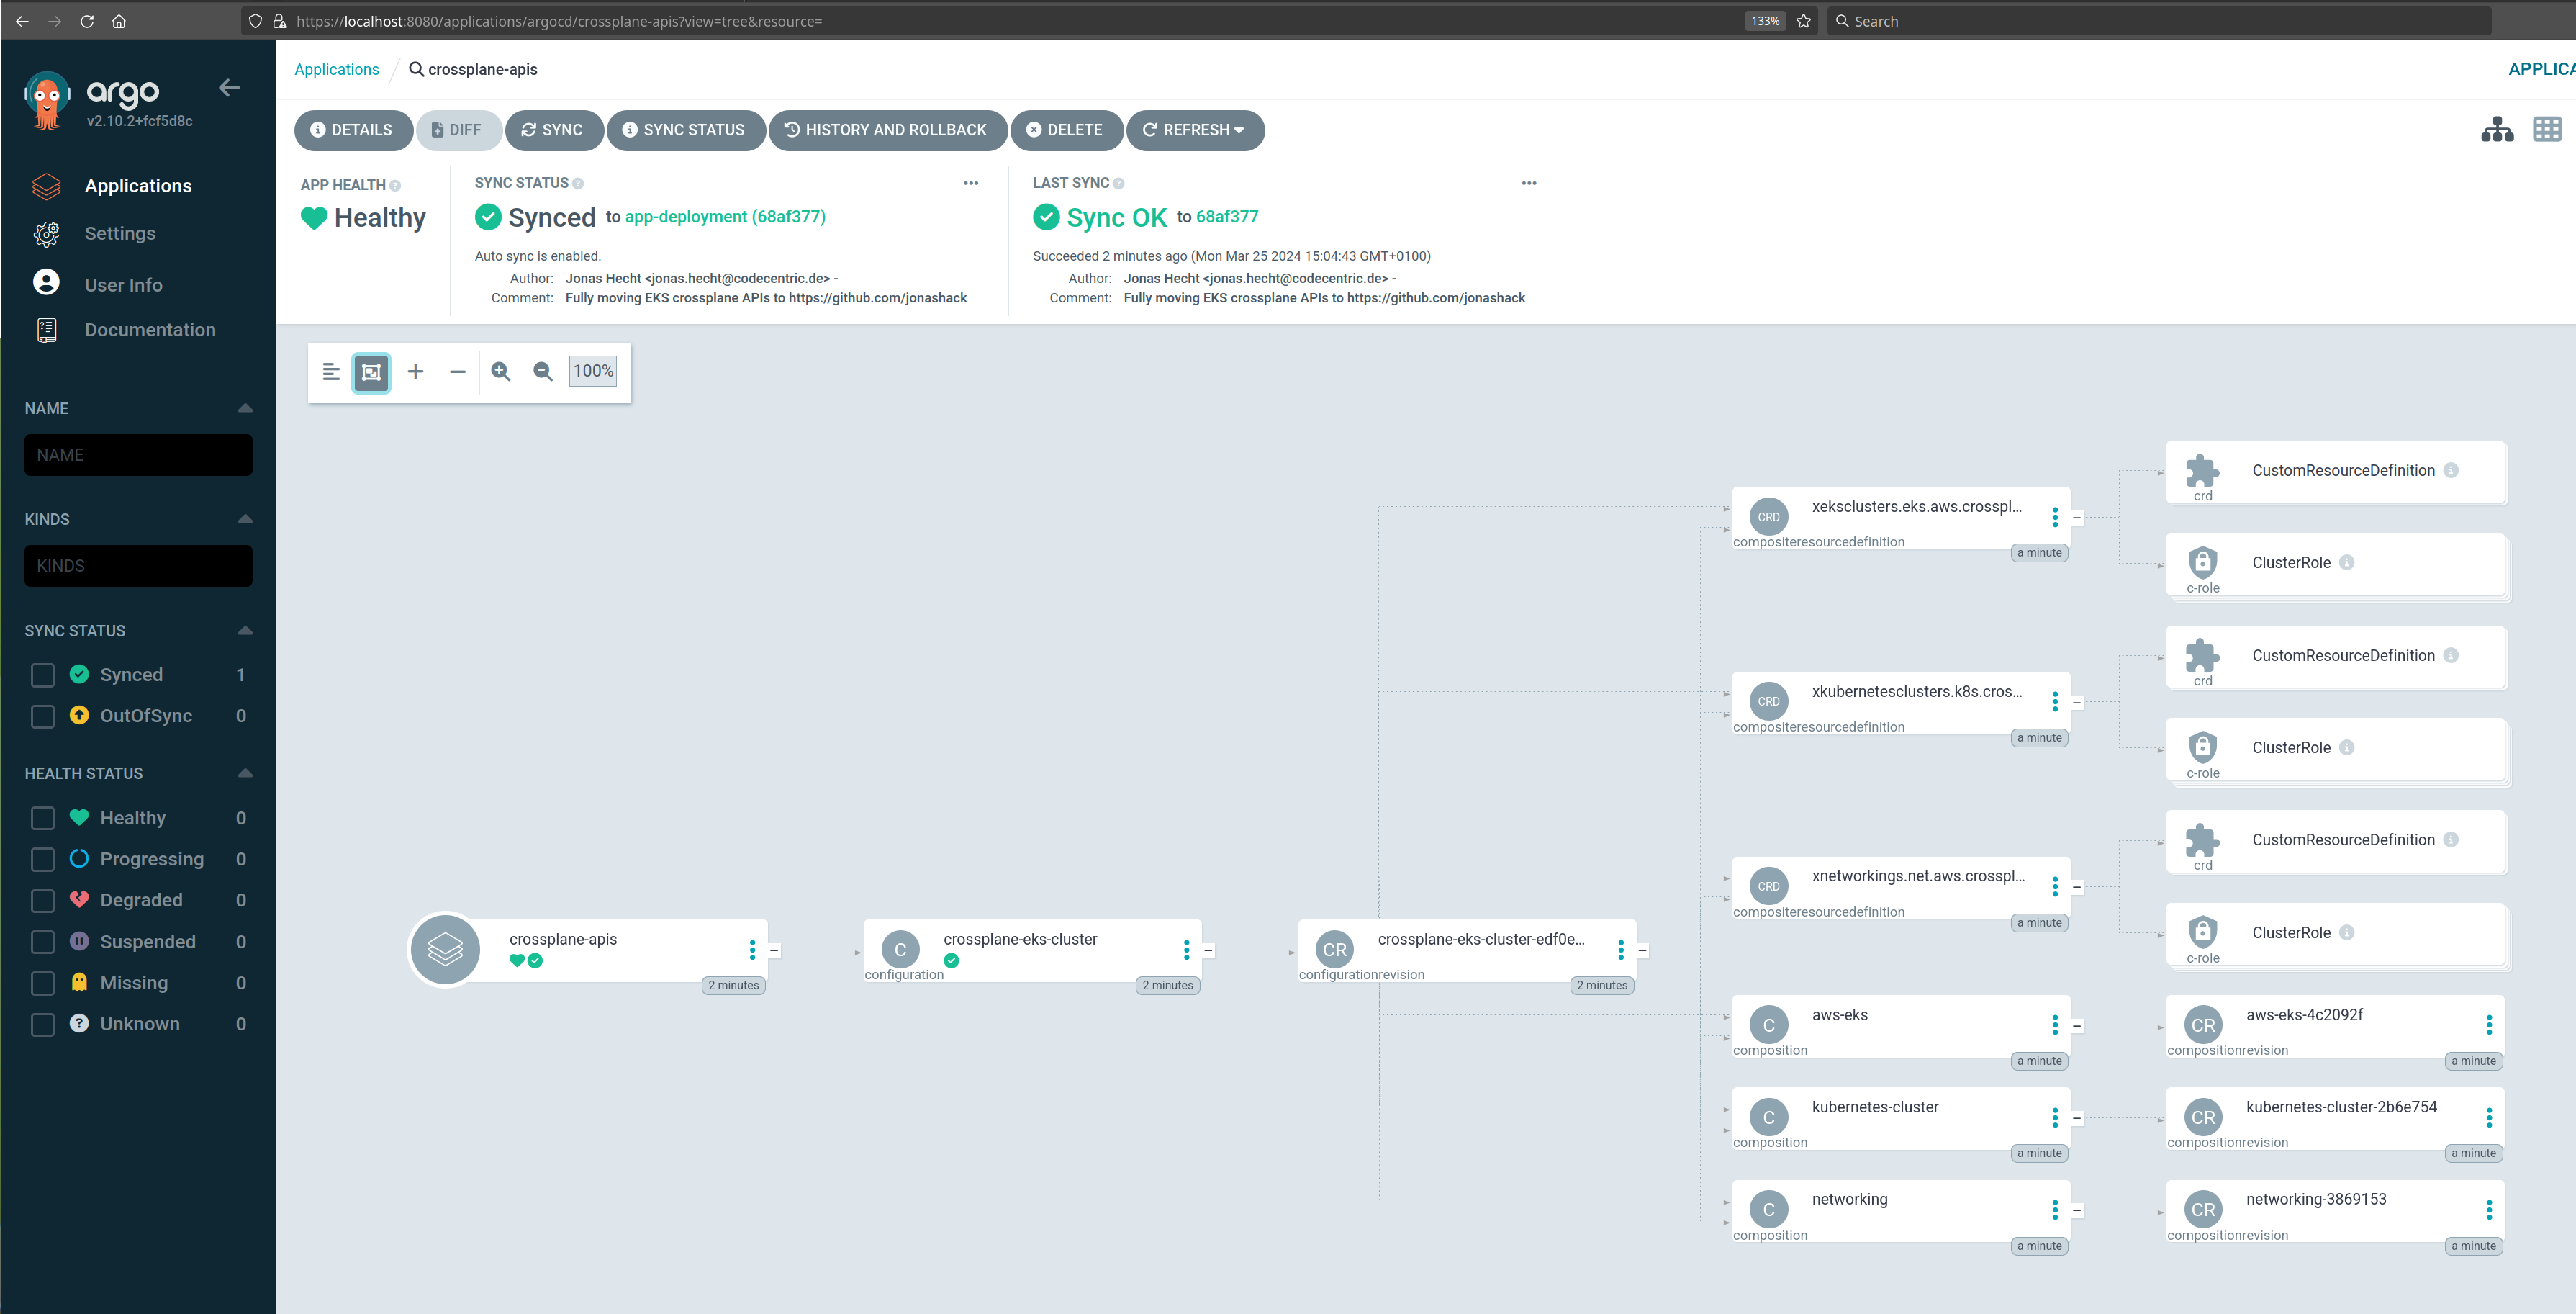 https://localhost:8080/applications/argocd/crossplane-apis?view=tree&resource=
133%
Search
argo
v2.10.2+fcf5d8c
Applications
Settings
User Info
Documentation
NAME
NAME
KINDS
KINDS
SYNC STATUS
Synced 1
OutOfSync 0
HEALTH STATUS
Healthy 0
Progressing 0
Degraded 0
Suspended 0
Missing 0
Unknown 0
Applications / crossplane-apis
APPLICA
DETAILS
DIFF
SYNC
SYNC STATUS
HISTORY AND ROLLBACK
DELETE
REFRESH
APP HEALTH
Healthy
SYNC STATUS
Synced to app-deployment (68af377)
Auto sync is enabled.
Author: Jonas Hecht <jonas.hecht@codecentric.de> -
Comment: Fully moving EKS crossplane APIs to https://github.com/jonashack
LAST SYNC
Sync OK to 68af377
Succeeded 2 minutes ago (Mon Mar 25 2024 15:04:43 GMT+0100)
Author: Jonas Hecht <jonas.hecht@codecentric.de> -
Comment: Fully moving EKS crossplane APIs to https://github.com/jonashack
100%
crossplane-apis
2 minutes
C
configuration
crossplane-eks-cluster
2 minutes
CR
configurationrevision
crossplane-eks-cluster-edf0e...
2 minutes
CRD
compositeresourcedefinition
xeksclusters.eks.aws.crosspl...
a minute
CRD
compositeresourcedefinition
xkubernetesclusters.k8s.cros...
a minute
CRD
compositeresourcedefinition
xnetworkings.net.aws.crosspl...
a minute
C
composition
aws-eks
a minute
C
composition
kubernetes-cluster
a minute
C
composition
networking
a minute
crd
CustomResourceDefinition
c-role
ClusterRole
crd
CustomResourceDefinition
c-role
ClusterRole
crd
CustomResourceDefinition
c-role
ClusterRole
CR
compositionrevision
aws-eks-4c2092f
a minute
CR
compositionrevision
kubernetes-cluster-2b6e754
a minute
CR
compositionrevision
networking-3869153
a minute